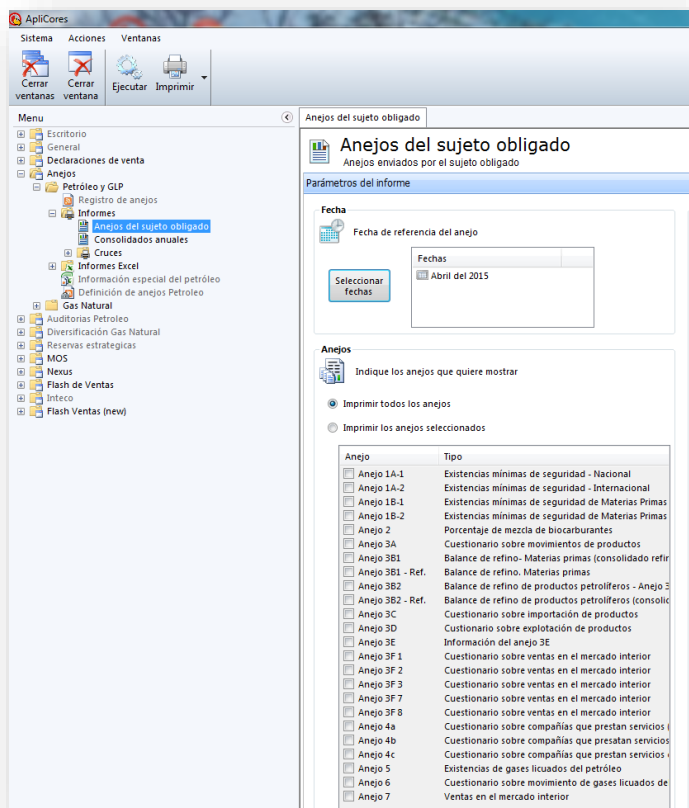 ApliCores
Sistema Acciones Ventanas
Cerrar ventanas
Cerrar ventana
Ejecutar
Imprimir
Menu
Escritorio
General
Declaraciones de venta
Anejos
Petróleo y GLP
Registro de anejos
Informes
Anejos del sujeto obligado
Consolidados anuales
Cruces
Informes Excel
Información especial del petróleo
Definición de anejos Petroleo
Gas Natural
Auditorias Petroleo
Diversificación Gas Natural
Reservas estrategicas
MOS
Nexus
Flash de Ventas
Inteco
Flash Ventas (new)
Anejos del sujeto obligado
Anejos del sujeto obligado
Anejos enviados por el sujeto obligado
Parámetros del informe
Fecha
Fecha de referencia del anejo
Seleccionar
fechas
Fechas
Abril del 2015
Anejos
Indique los anejos que quiere mostrar
Imprimir todos los anejos
Imprimir los anejos seleccionados
Anejo Tipo
Anejo 1A-1 Existencias mínimas de seguridad - Nacional
Anejo 1A-2 Existencias mínimas de seguridad - Internacional
Anejo 1B-1 Existencias mínimas de seguridad de Materias Primas
Anejo 1B-2 Existencias mínimas de seguridad de Materias Primas
Anejo 2 Porcentaje de mezcla de biocarburantes
Anejo 3A Cuestionario sobre movimientos de productos
Anejo 3B1 Balance de refino- Materias primas (consolidado refir
Anejo 3B1 - Ref. Balance de refino. Materias primas
Anejo 3B2 Balance de refino de productos petrolíferos - Anejo 3
Anejo 3B2 - Ref. Balance de refino de productos petrolíferos (consolic
Anejo 3C Cuestionario sobre importación de productos
Anejo 3D Custionario sobre explotación de productos
Anejo 3E Información del anejo 3E
Anejo 3F 1 Cuestionario sobre ventas en el mercado interior
Anejo 3F 2 Cuestionario sobre ventas en el mercado interior
Anejo 3F 3 Cuestionario sobre ventas en el mercado interior
Anejo 3F 7 Cuestionario sobre ventas en el mercado interior
Anejo 3F 8 Cuestionario sobre ventas en el mercado interior
Anejo 4a Cuestionario sobre compañías que prestan servicios
Anejo 4b Cuestionario sobre compañías que presatan servicios
Anejo 4c Cuestionario sobre compañías que prestan servicios
Anejo 5 Existencias de gases licuados del petróleo
Anejo 6 Cuestionario sobre movimiento de gases licuados de
Anejo 7 Ventas en el mercado interior